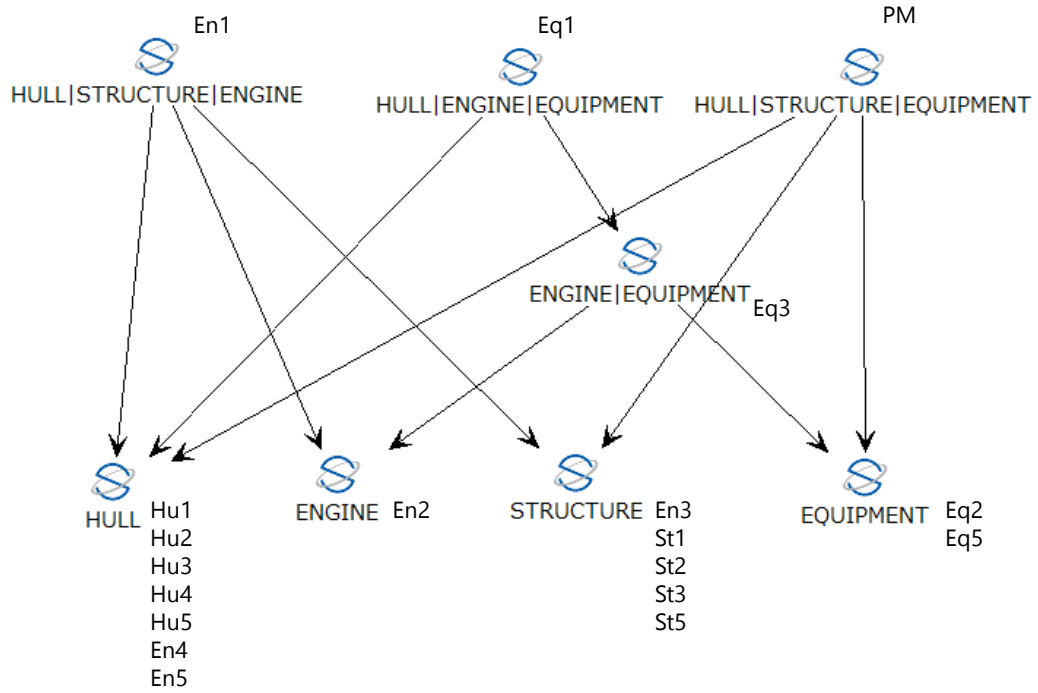 En1
Eq1
PM
HULL|STRUCTURE|ENGINE
HULL|ENGINE|EQUIPMENT
HULL|STRUCTURE|EQUIPMENT
ENGINE|EQUIPMENT
Eq3
HULL
Hu1
Hu2
Hu3
Hu4
Hu5
En4
En5
ENGINE
En2
STRUCTURE
En3
St1
St2
St3
St5
EQUIPMENT
Eq2
Eq5